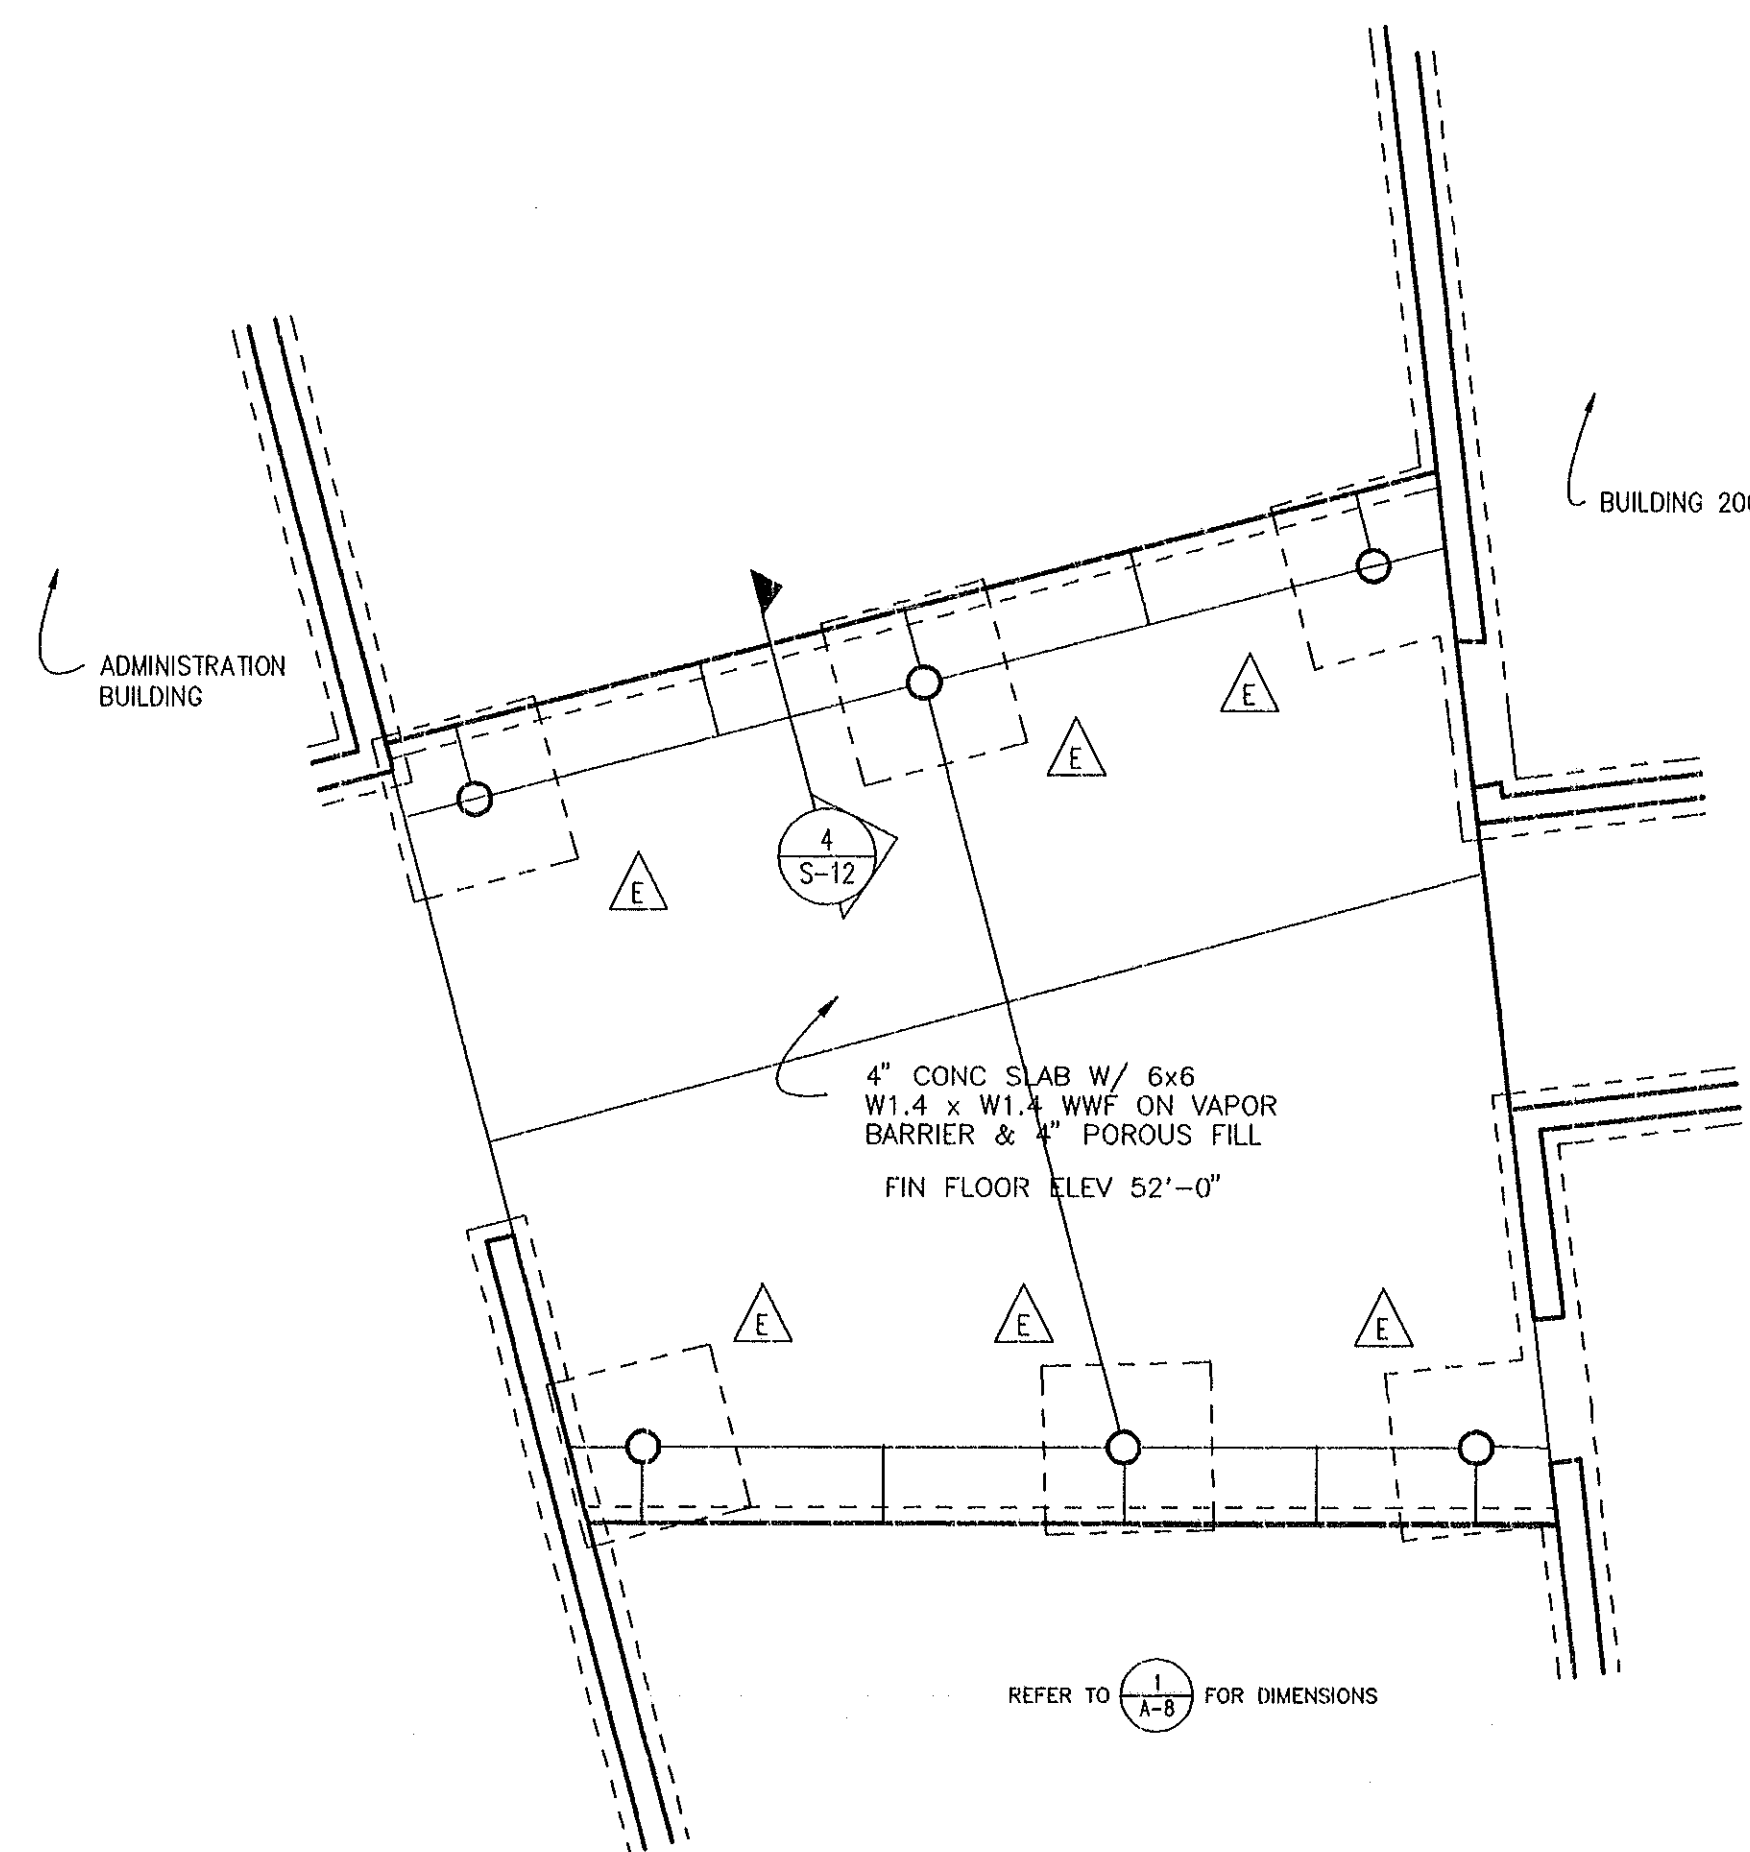 BUILDING
ADMINISTRATION
BUILDING
E
E
E
4
S-12
4" CONC SLAB W/ 6x6
W1.4 x W1.4 WWF ON VAPOR
BARRIER & 4" POROUS FILL
FIN FLOOR ELEV 52'-0"
E
E
E
REFER TO 1 FOR DIMENSIONS
A-8